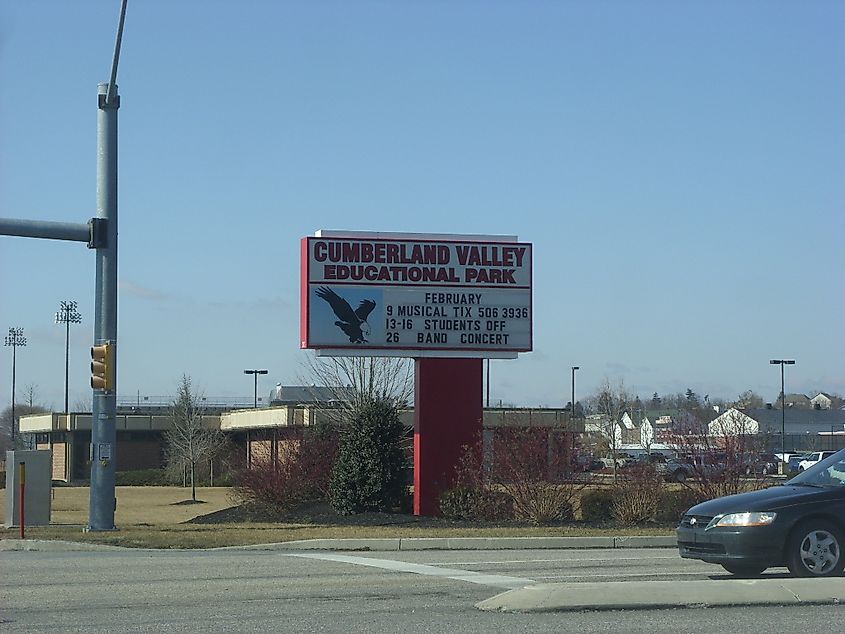 CUMBERLAND VALLEY
EDUCATIONAL PARK
FEBRUARY
9 MUSICAL TIX 506 3936
13-16 STUDENTS OFF
26 BAND CONCERT